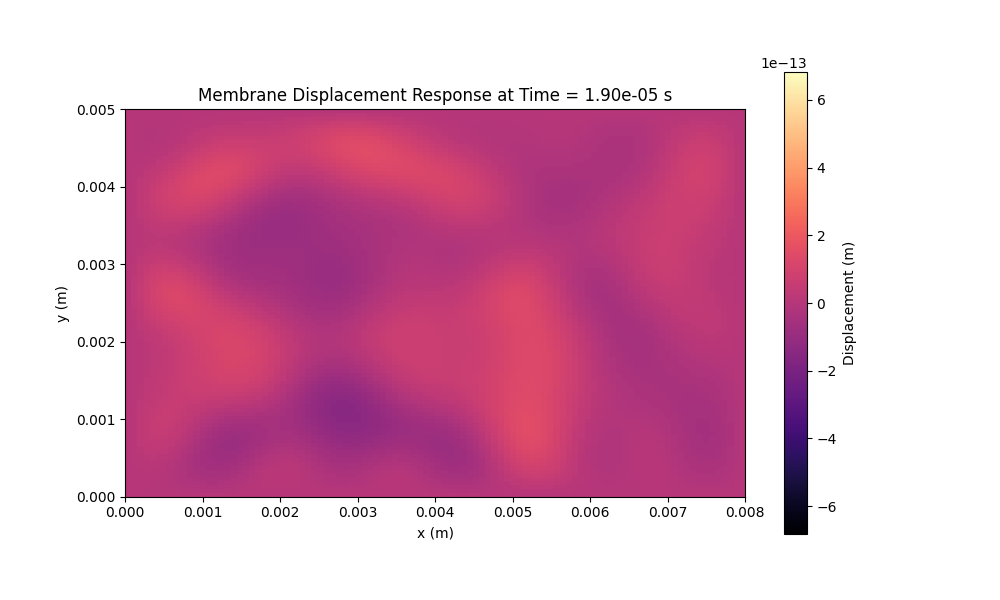 1e−13
Membrane Displacement Response at Time = 1.90e-05 s
0.005
0.004
0.003
0.002
0.001
0.000
y (m)
0.000 0.001 0.002 0.003 0.004 0.005 0.006 0.007 0.008
x (m)
6
4
2
0
−2
−4
−6
Displacement (m)